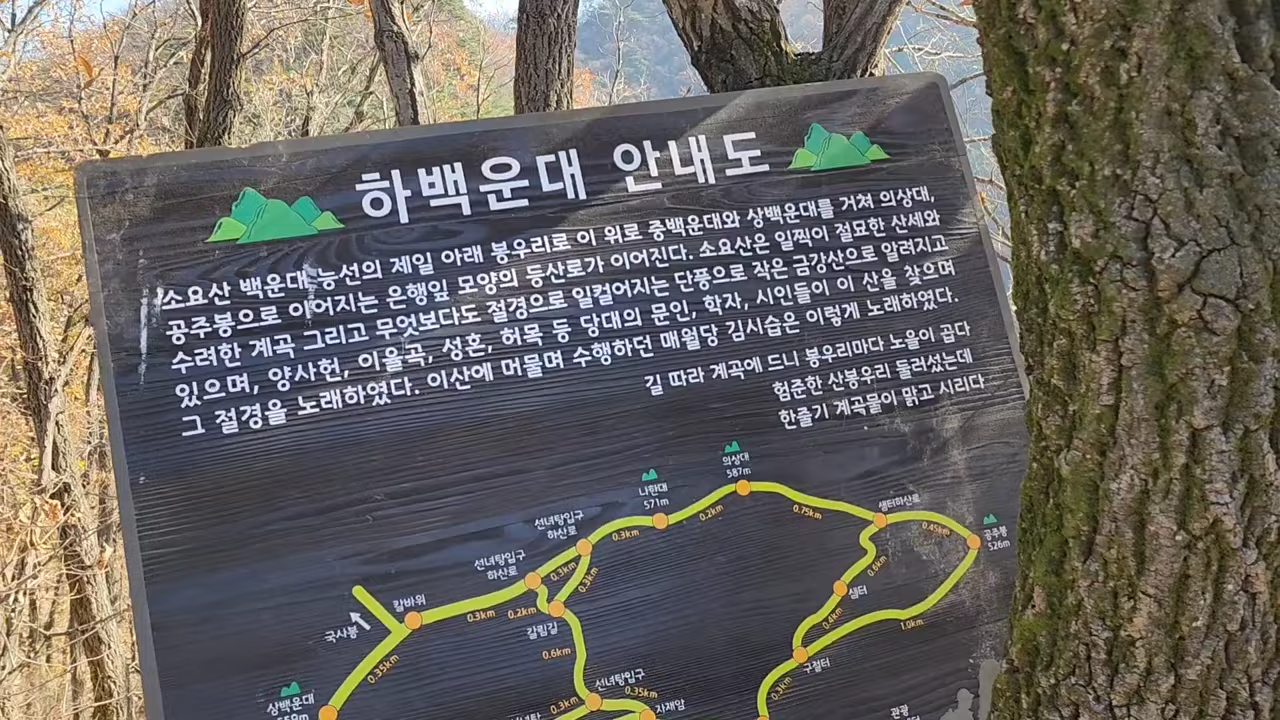 하백운대 안내도
소요산 백운대 능선의 제일 아래 봉우리로 이 위로 중백운대와 상백운대를 거쳐 의상대,
공주봉으로 이어지는 은행잎 모양의 등산로가 이어진다. 소요산은 일찍이 절묘한 산세와
수려한 계곡 그리고 무엇보다도 절경으로 일컬어지는 단풍으로 작은 금강산으로 알려지고
있으며, 양사헌, 이율곡, 성혼, 허목 등 당대의 문인, 학자, 시인들이 이 산을 찾으며
그 절경을 노래하였다. 이산에 머물며 수행하던 매월당 김시습은 이렇게 노래하였다.
길 따라 계곡에 드니 봉우리마다 노을이 곱다
험준한 산봉우리 둘러섰는데
한줄기 계곡물이 맑고 시리다
의상대
587m
나한대
571m
0.2km
0.75km
샘터하산로
0.45km
공주봉
526m
선녀탕입구
하산로
0.3km
선녀탕입구
하산로
0.3km
0.3km
0.6km
샘터
칼바위
0.3km
0.2km
갈림길
0.4km
1.0km
국사봉
0.6km
구절터
0.35km
선녀탕입구
0.35km
0.3km
상백운대
0.3km
자재암
관광